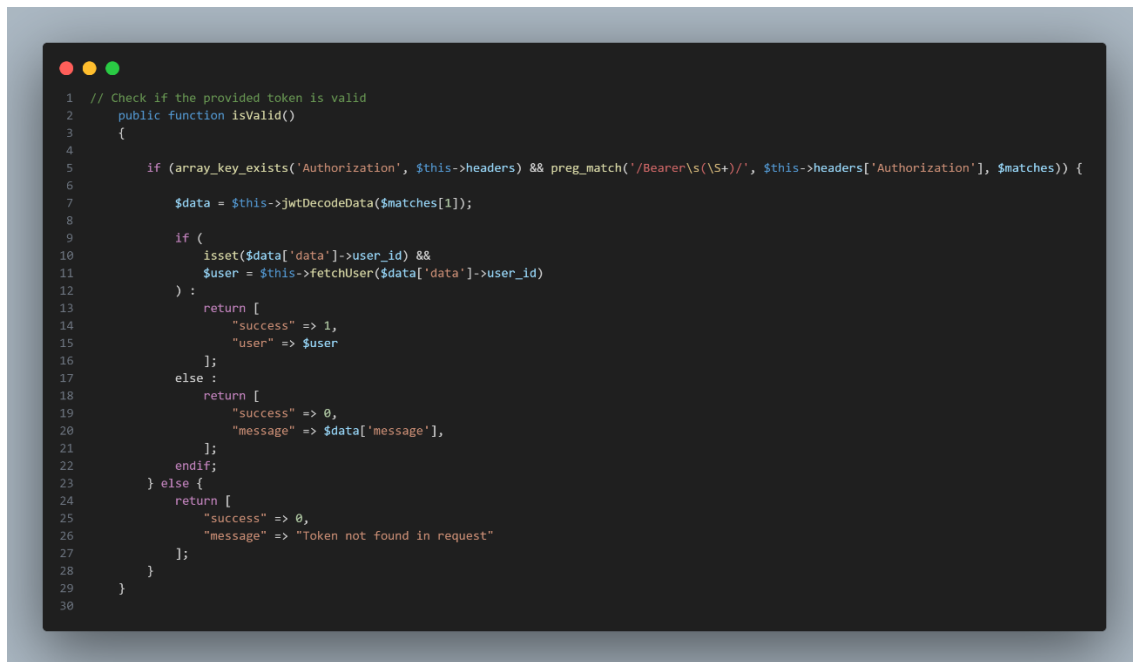 1 // Check if the provided token is valid
2     public function isValid()
3     {
4
5         if (array_key_exists('Authorization', $this->headers) && preg_match('/Bearer\s(\S+)/', $this->headers['Authorization'], $matches)) {
6
7             $data = $this->jwtDecodeData($matches[1]);
8
9             if (
10                 isset($data['data']->user_id) &&
11                 $user = $this->fetchUser($data['data']->user_id)
12             ) :
13                 return [
14                     "success" => 1,
15                     "user" => $user
16                 ];
17             else :
18                 return [
19                     "success" => 0,
20                     "message" => $data['message'],
21                 ];
22             endif;
23         } else {
24             return [
25                 "success" => 0,
26                 "message" => "Token not found in request"
27             ];
28         }
29     }
30